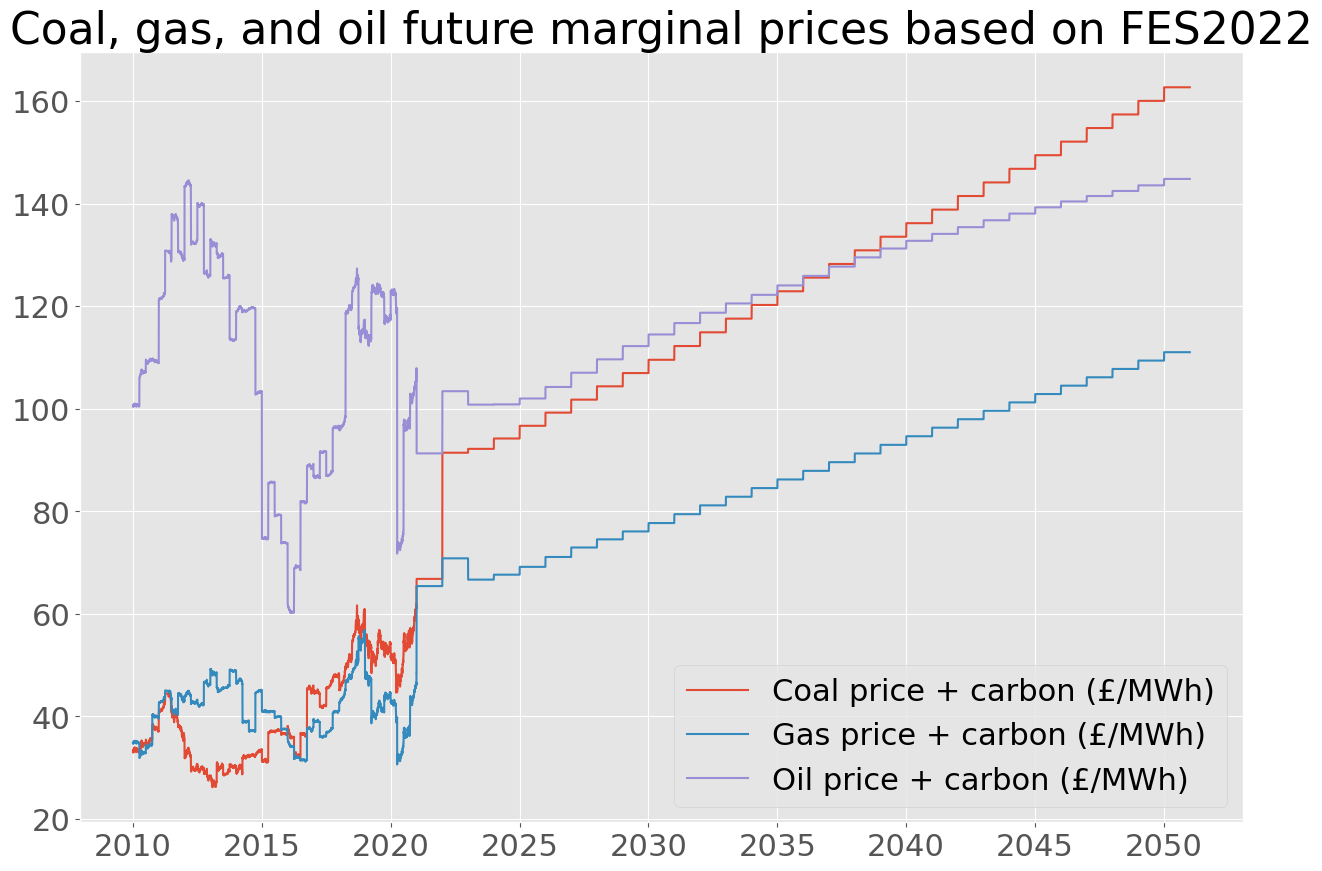 Coal, gas, and oil future marginal prices based on FES2022
160
140
120
100
80
60
40
20
Coal price + carbon (£/MWh)
Gas price + carbon (£/MWh)
Oil price + carbon (£/MWh)
2010 2015 2020 2025 2030 2035 2040 2045 2050